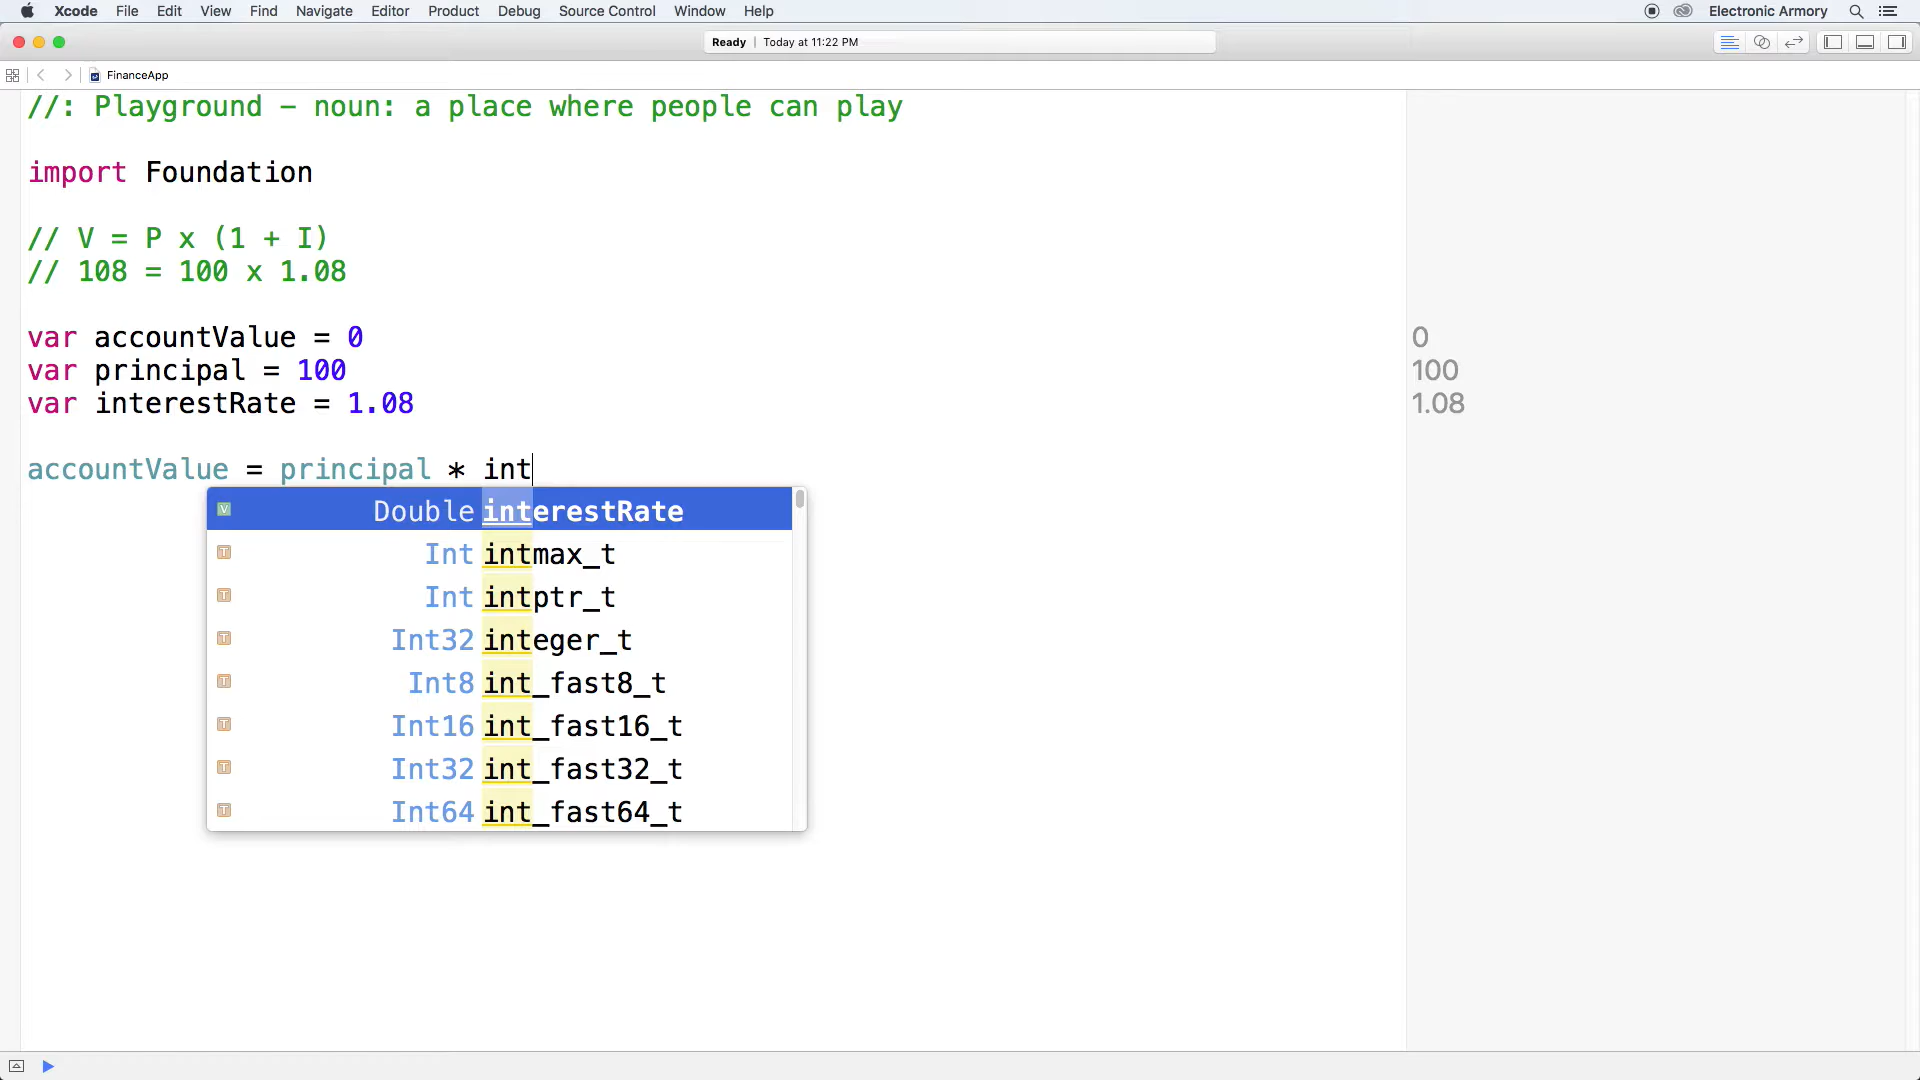 Xcode File Edit View Find Navigate Editor Product Debug Source Control Window Help Electronic Armory
Ready | Today at 11:22 PM
FinanceApp
//: Playground - noun: a place where people can play
import Foundation
// V = P x (1 + I)
// 108 = 100 x 1.08
var accountValue = 0 0
var principal = 100 100
var interestRate = 1.08 1.08
accountValue = principal * int
V Double interestRate
T Int intmax_t
T Int intptr_t
T Int32 integer_t
T Int8 int_fast8_t
T Int16 int_fast16_t
T Int32 int_fast32_t
T Int64 int_fast64_t